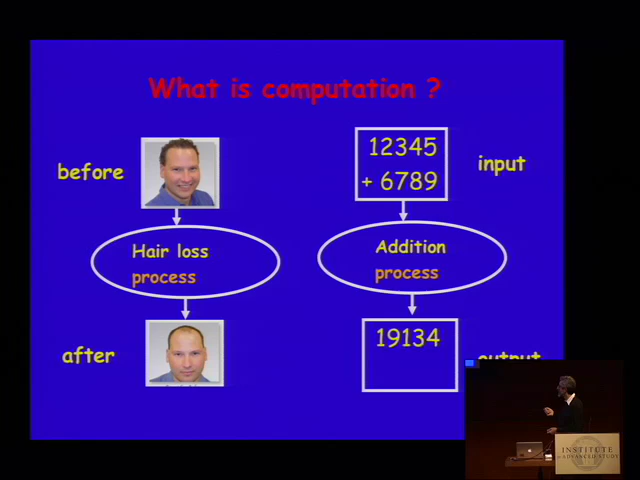 What is computation ?
before
12345
+ 6789
input
Hair loss
process
Addition
process
after
19134
output
INSTITUTE
for ADVANCED STUDY